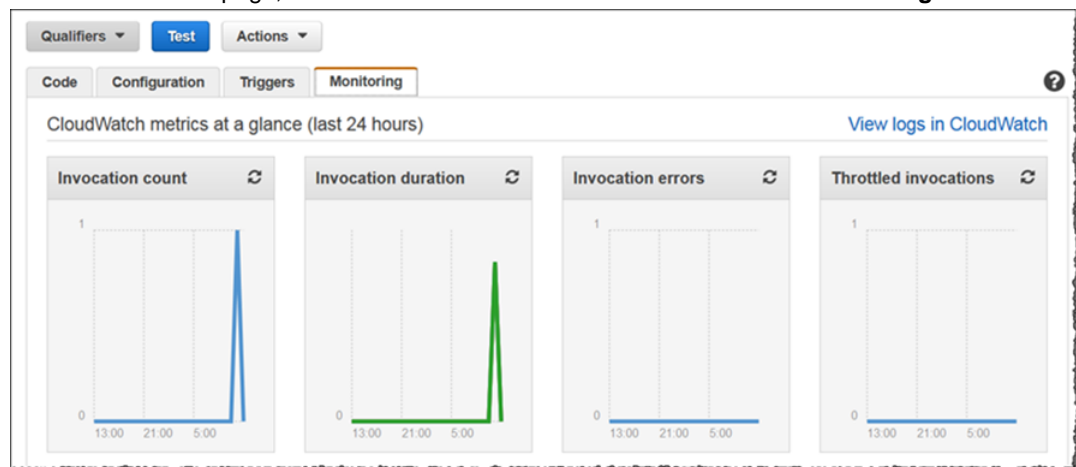 Qualifiers Test Actions
Code Configuration Triggers Monitoring
CloudWatch metrics at a glance (last 24 hours) View logs in CloudWatch
Invocation count Invocation duration Invocation errors Throttled invocations
1 1 1
0 0 0 0
13:00 21:00 5:00 13:00 21:00 5:00 13:00 21:00 5:00 13:00 21:00 5:00